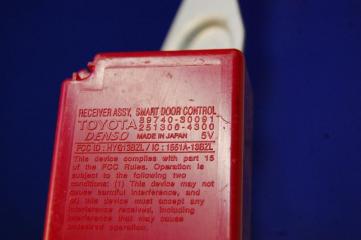 RECEIVER ASSY, SMART DOOR CONTROL
TOYOTA 89740-30091
DENSO 251306-4300
MADE IN JAPAN 5V
FCC ID : HYQ13BZL / IC : 1551A-13BZL
This device complies with part 15
of the FCC Rules. Operation is
subject to the following two
conditions: (1) This device may not
cause harmful interference, and
(2) this device must accept any
interference received, including
interference that may cause
undesired operation.